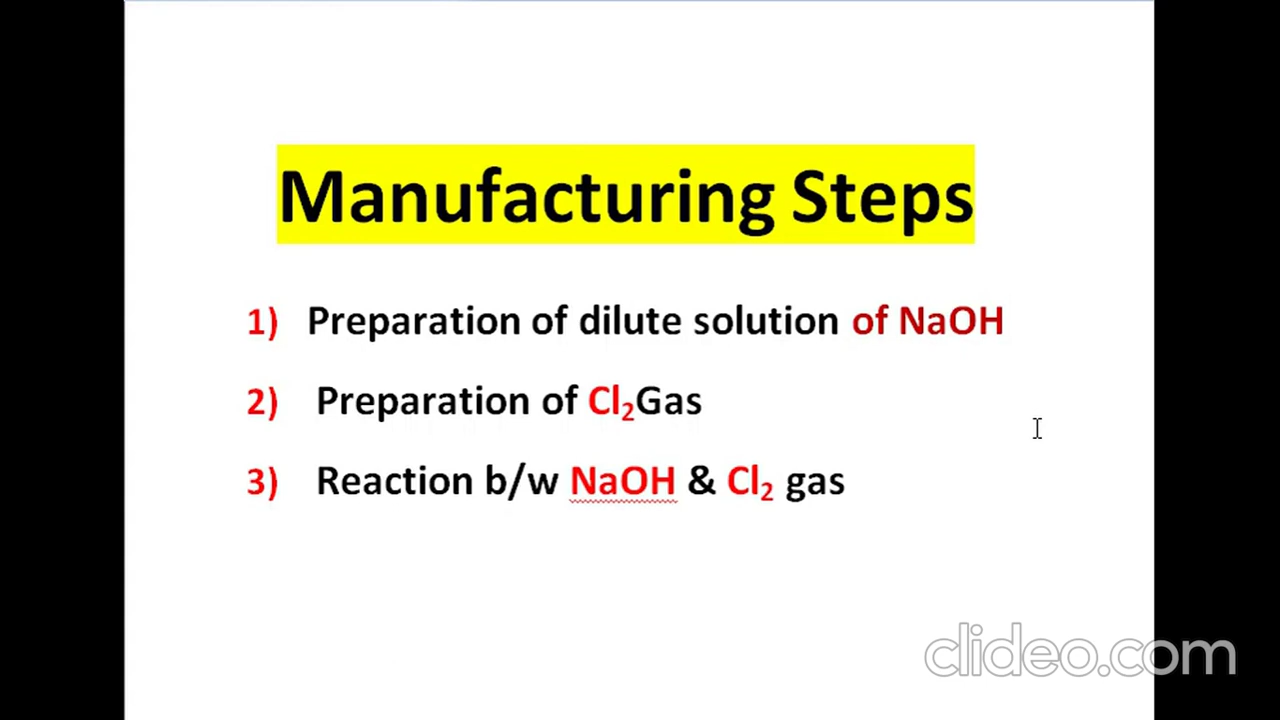 Manufacturing Steps
1) Preparation of dilute solution of NaOH
2) Preparation of Cl₂Gas
3) Reaction b/w NaOH & Cl₂ gas
clideo.com